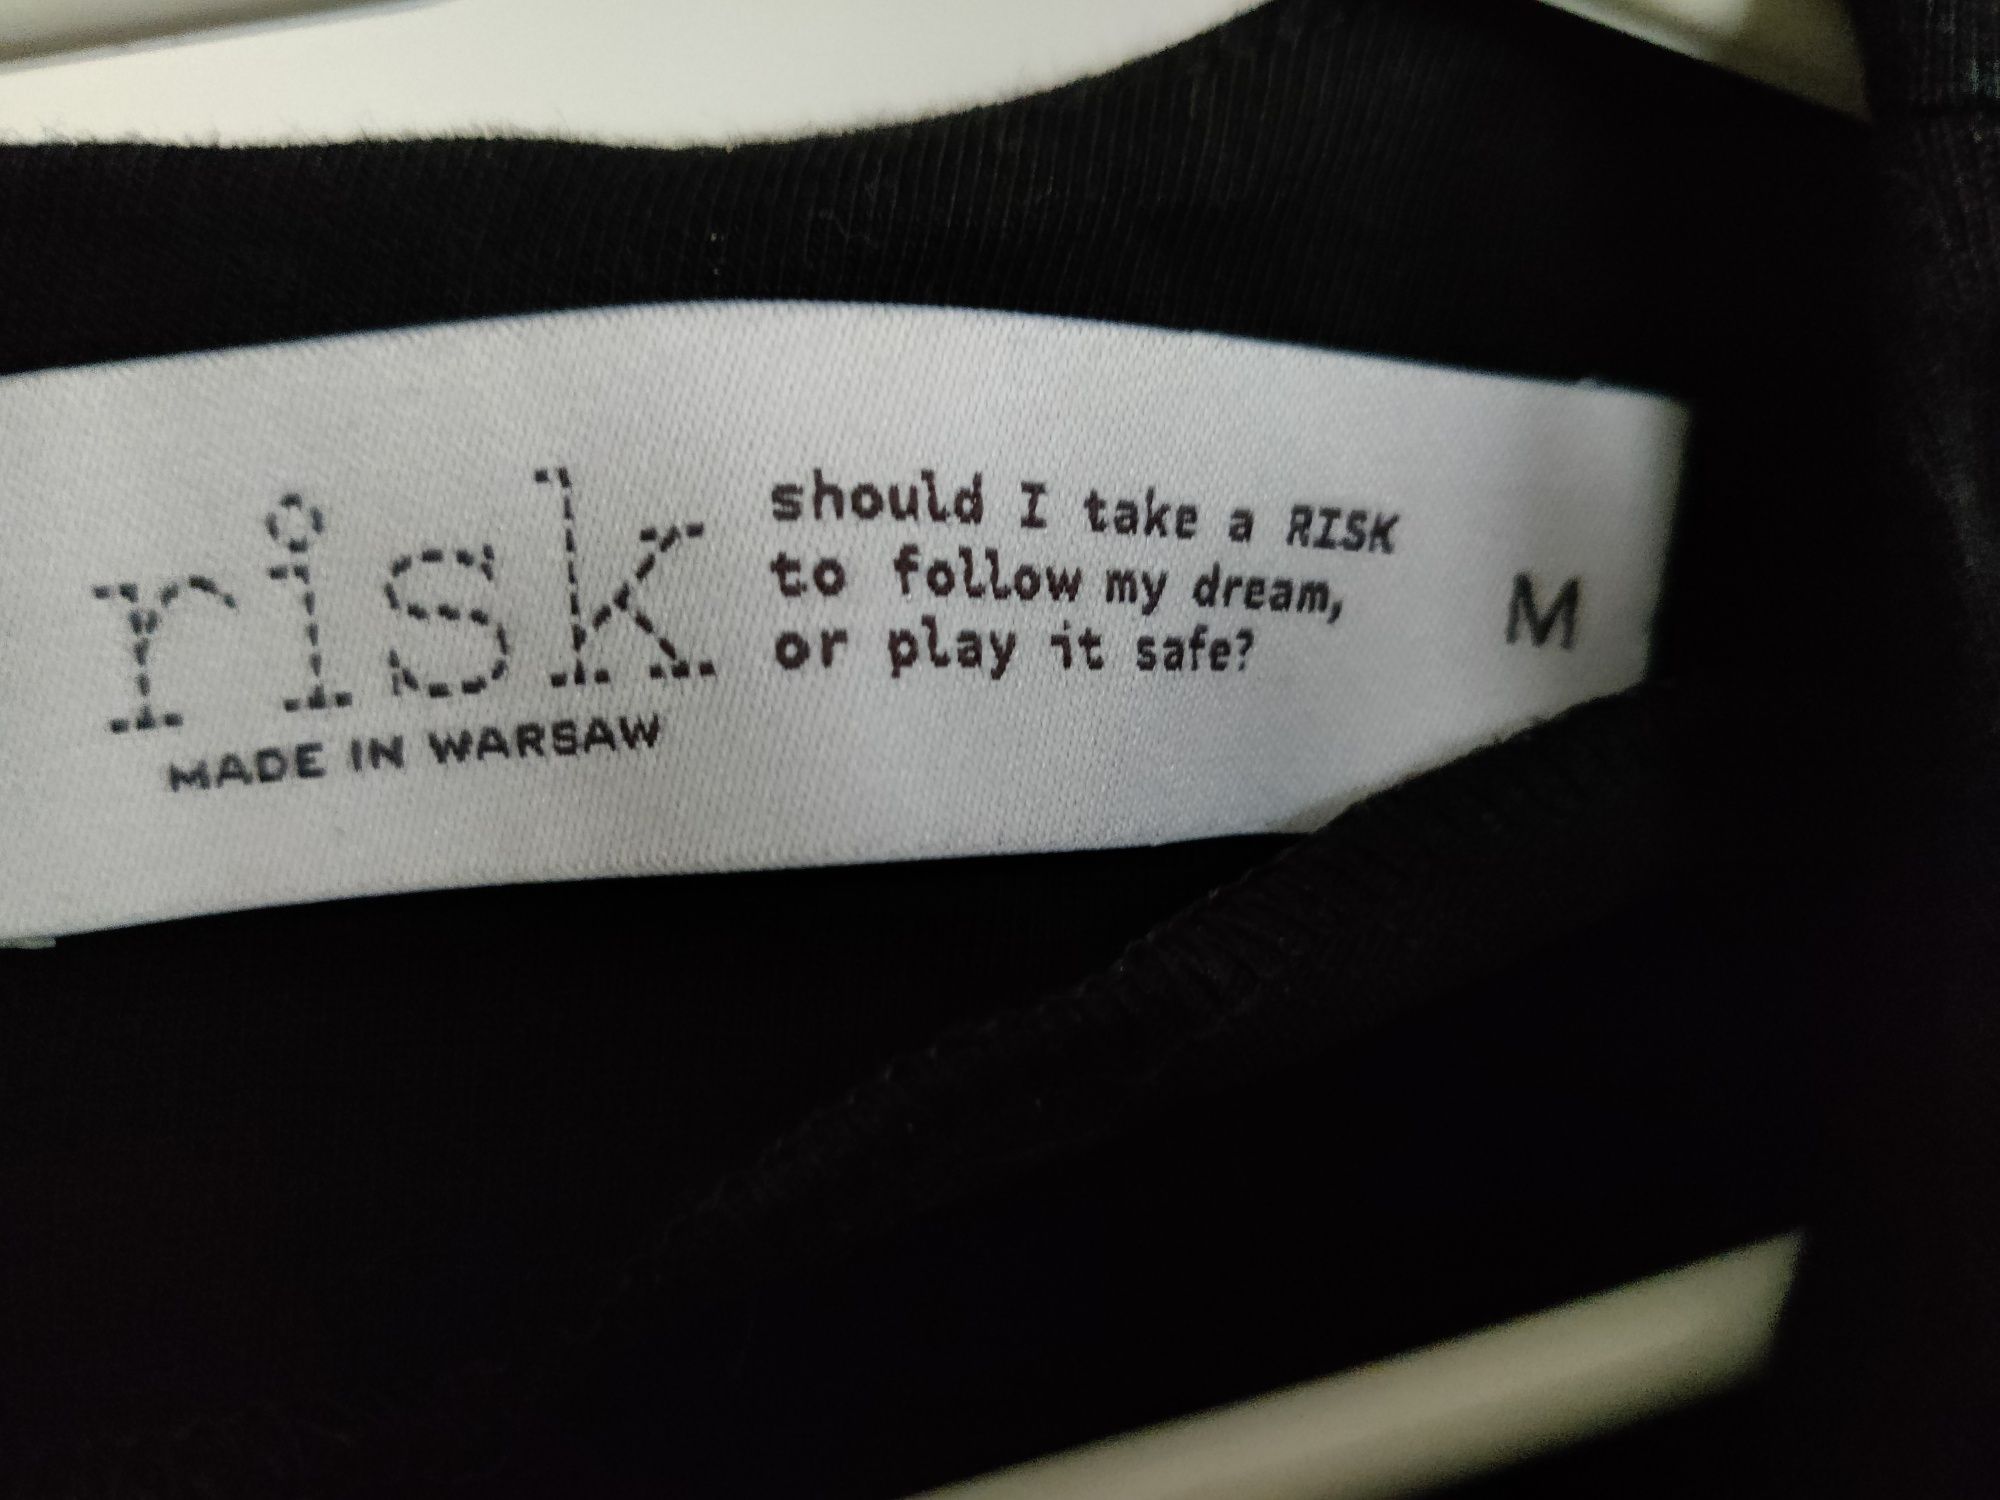 risk
MADE IN WARSAW
should I take a RISK
to follow my dream,
or play it safe?
M